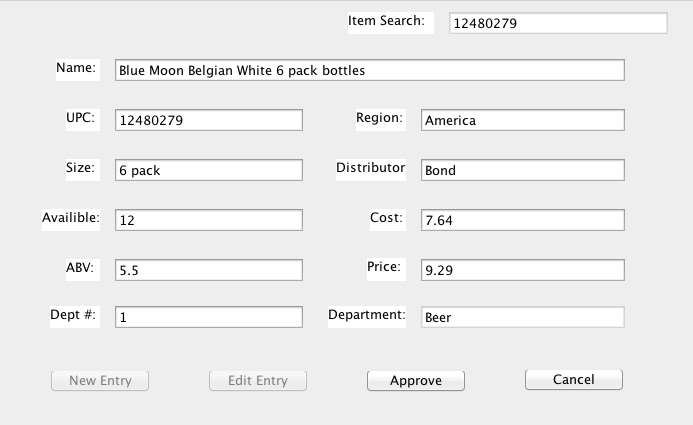 Item Search: 12480279
Name: Blue Moon Belgian White 6 pack bottles
UPC: 12480279 Region: America
Size: 6 pack Distributor Bond
Availible: 12 Cost: 7.64
ABV: 5.5 Price: 9.29
Dept #: 1 Department: Beer
New Entry Edit Entry Approve Cancel